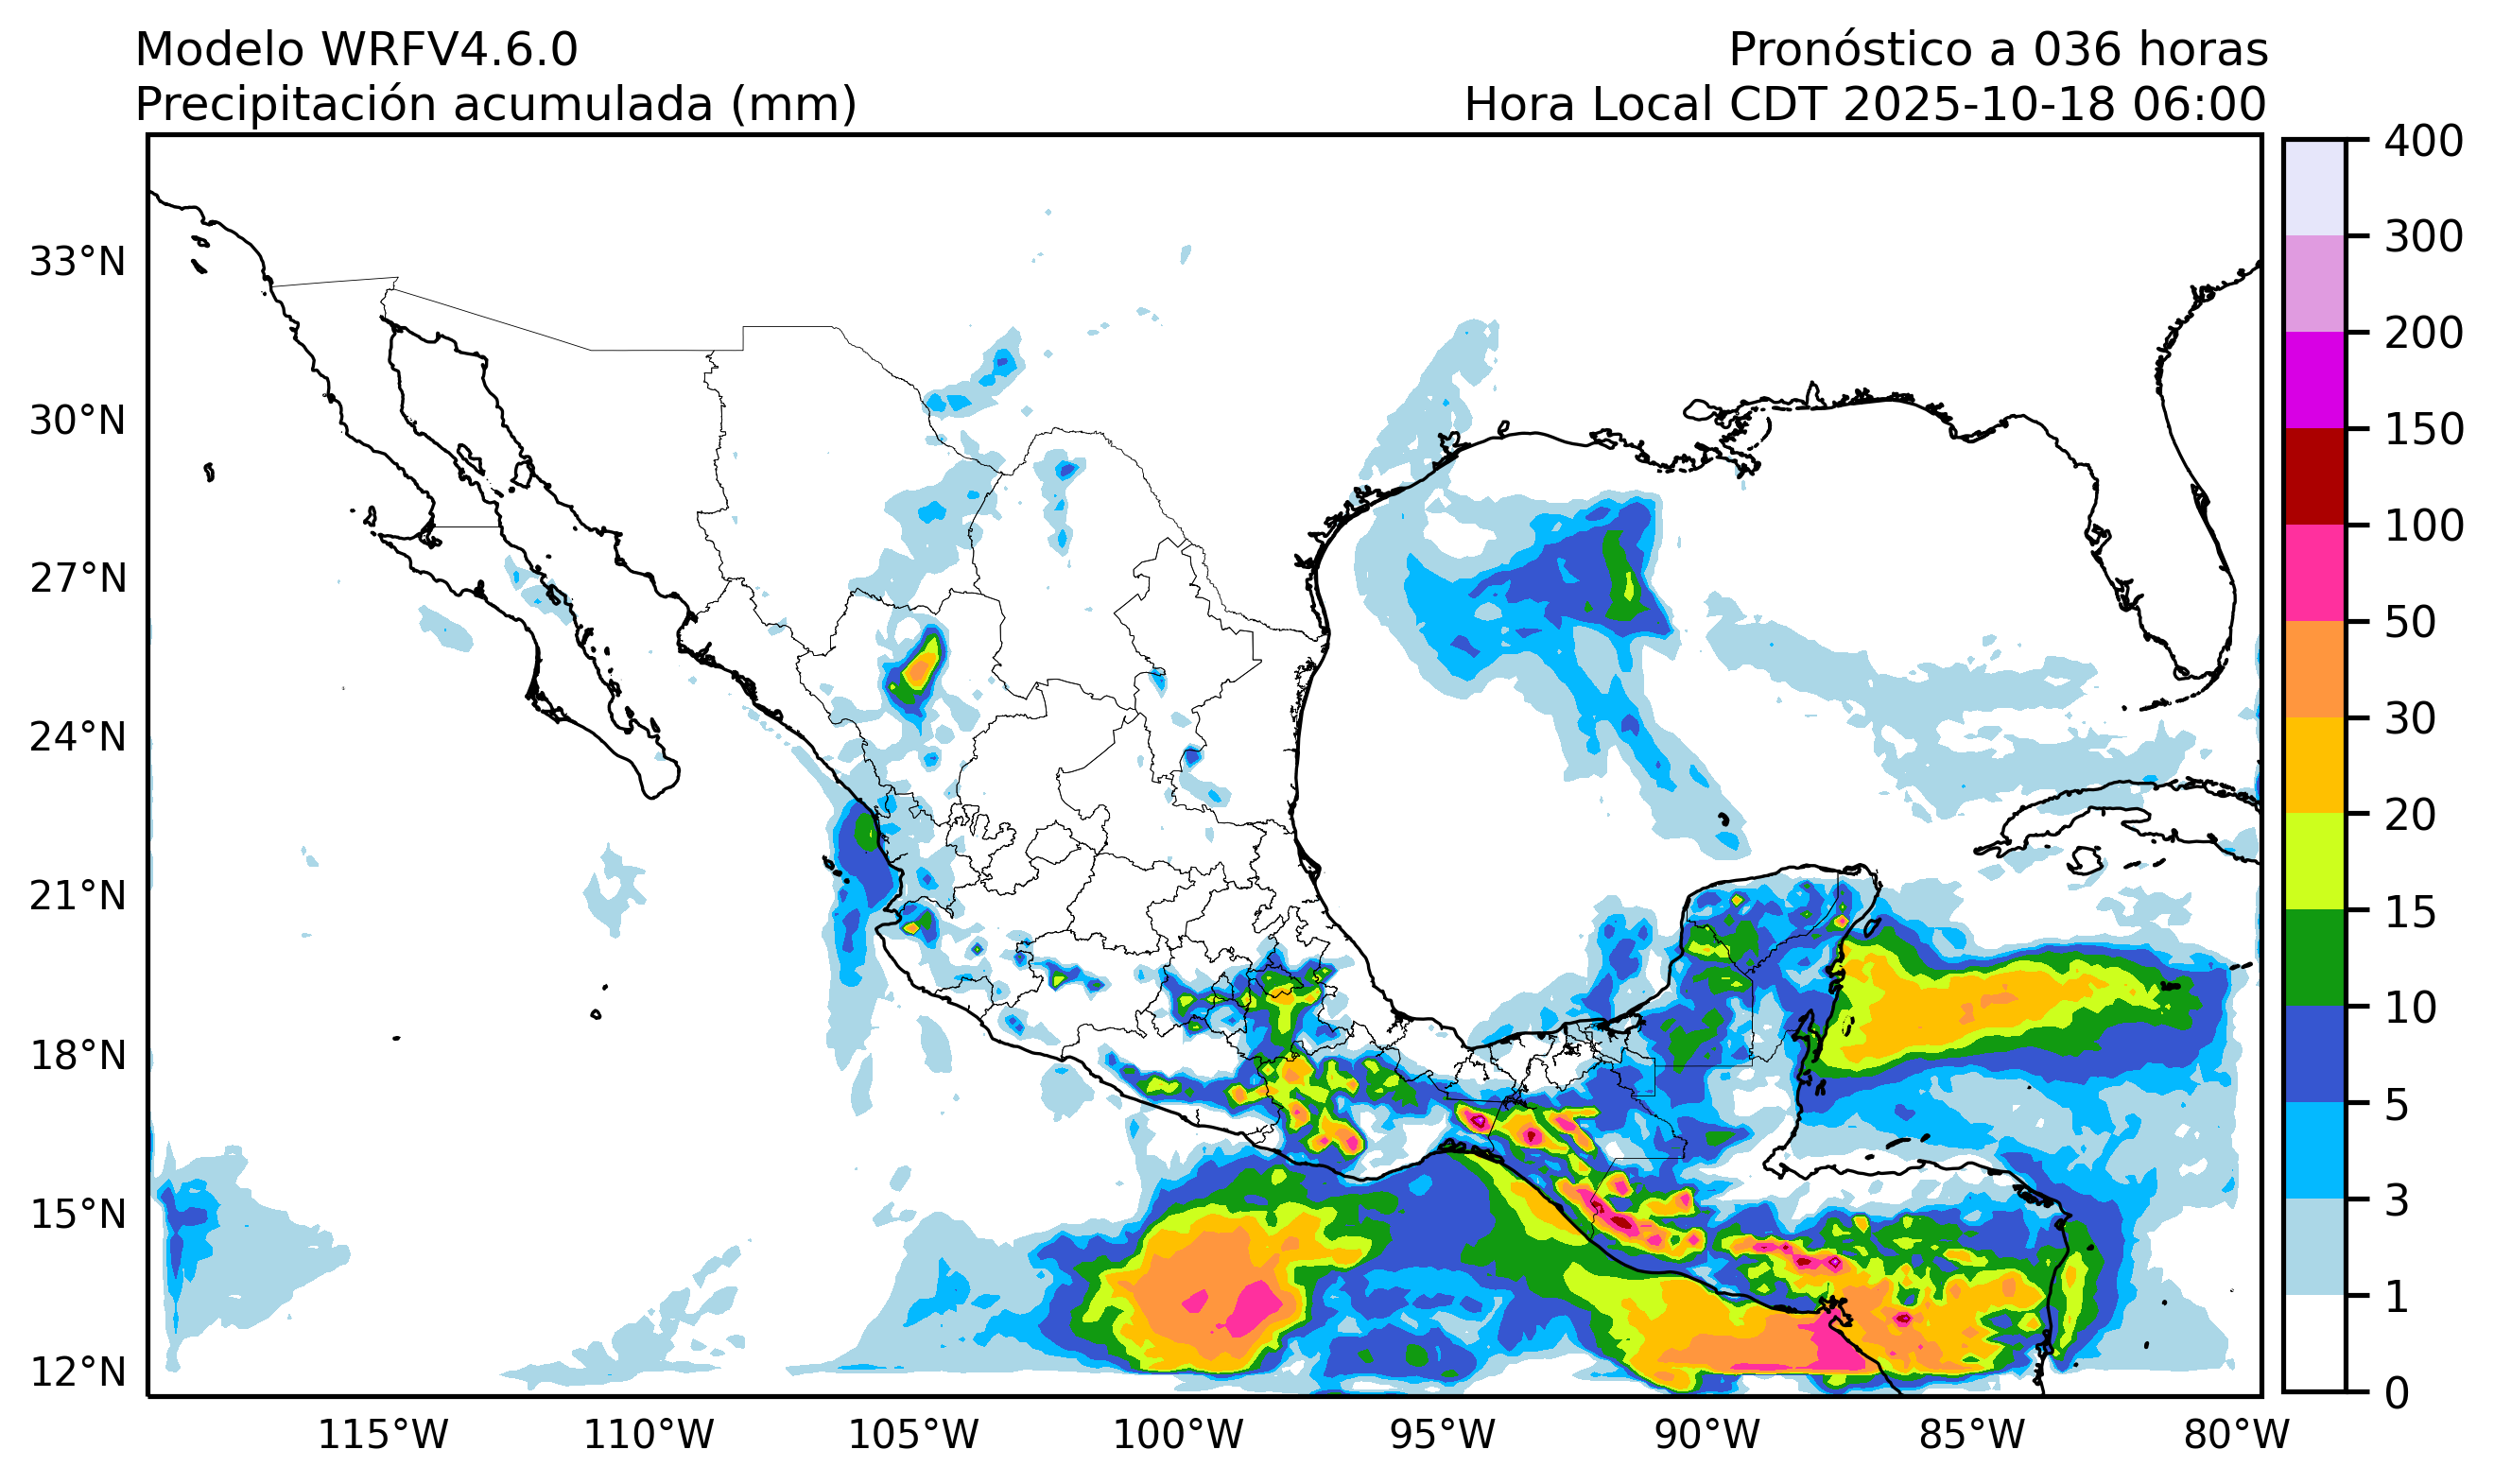 Modelo WRFV4.6.0
Precipitación acumulada (mm)
Pronóstico a 036 horas
Hora Local CDT 2025-10-18 06:00
33°N
30°N
27°N
24°N
21°N
18°N
15°N
12°N
115°W
110°W
105°W
100°W
95°W
90°W
85°W
80°W
400
300
200
150
100
50
30
20
15
10
5
3
1
0